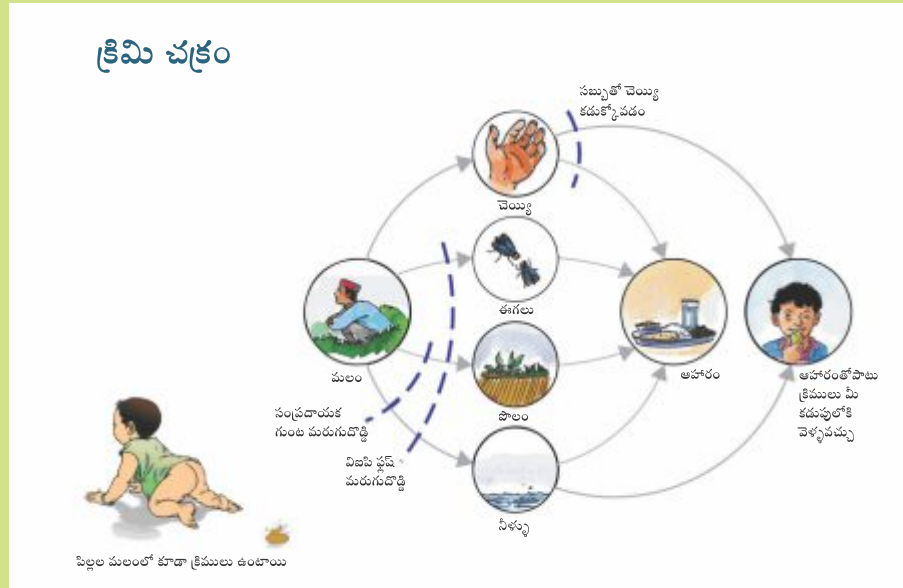 క్రిమి చక్రం
సబ్బుతో చెయ్యి
కడుక్కోవడం
చెయ్యి
ఈగలు
మలం
ఆహారం
ఆహారంతోపాటు
క్రిములు మీ
కడుపులోకి
వెళ్ళవచ్చు
సంప్రదాయక
గుంట మరుగుదొడ్డి
పొలం
విఐపి ఫ్లష్
మరుగుదొడ్డి
నీళ్ళు
పిల్లల మలంలో కూడా క్రిములు ఉంటాయి